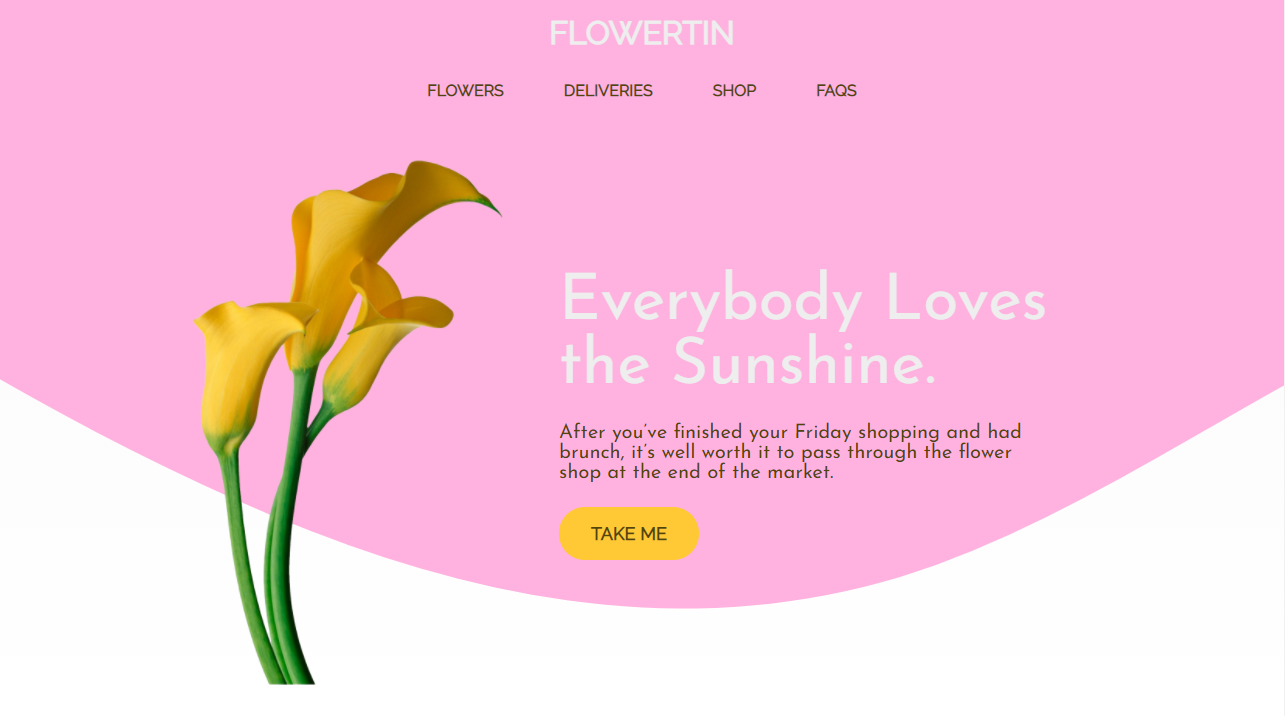 FLOWERTIN
FLOWERS DELIVERIES SHOP FAQS
Everybody Loves
the Sunshine.
After you've finished your Friday shopping and had
brunch, it's well worth it to pass through the flower
shop at the end of the market.
TAKE ME